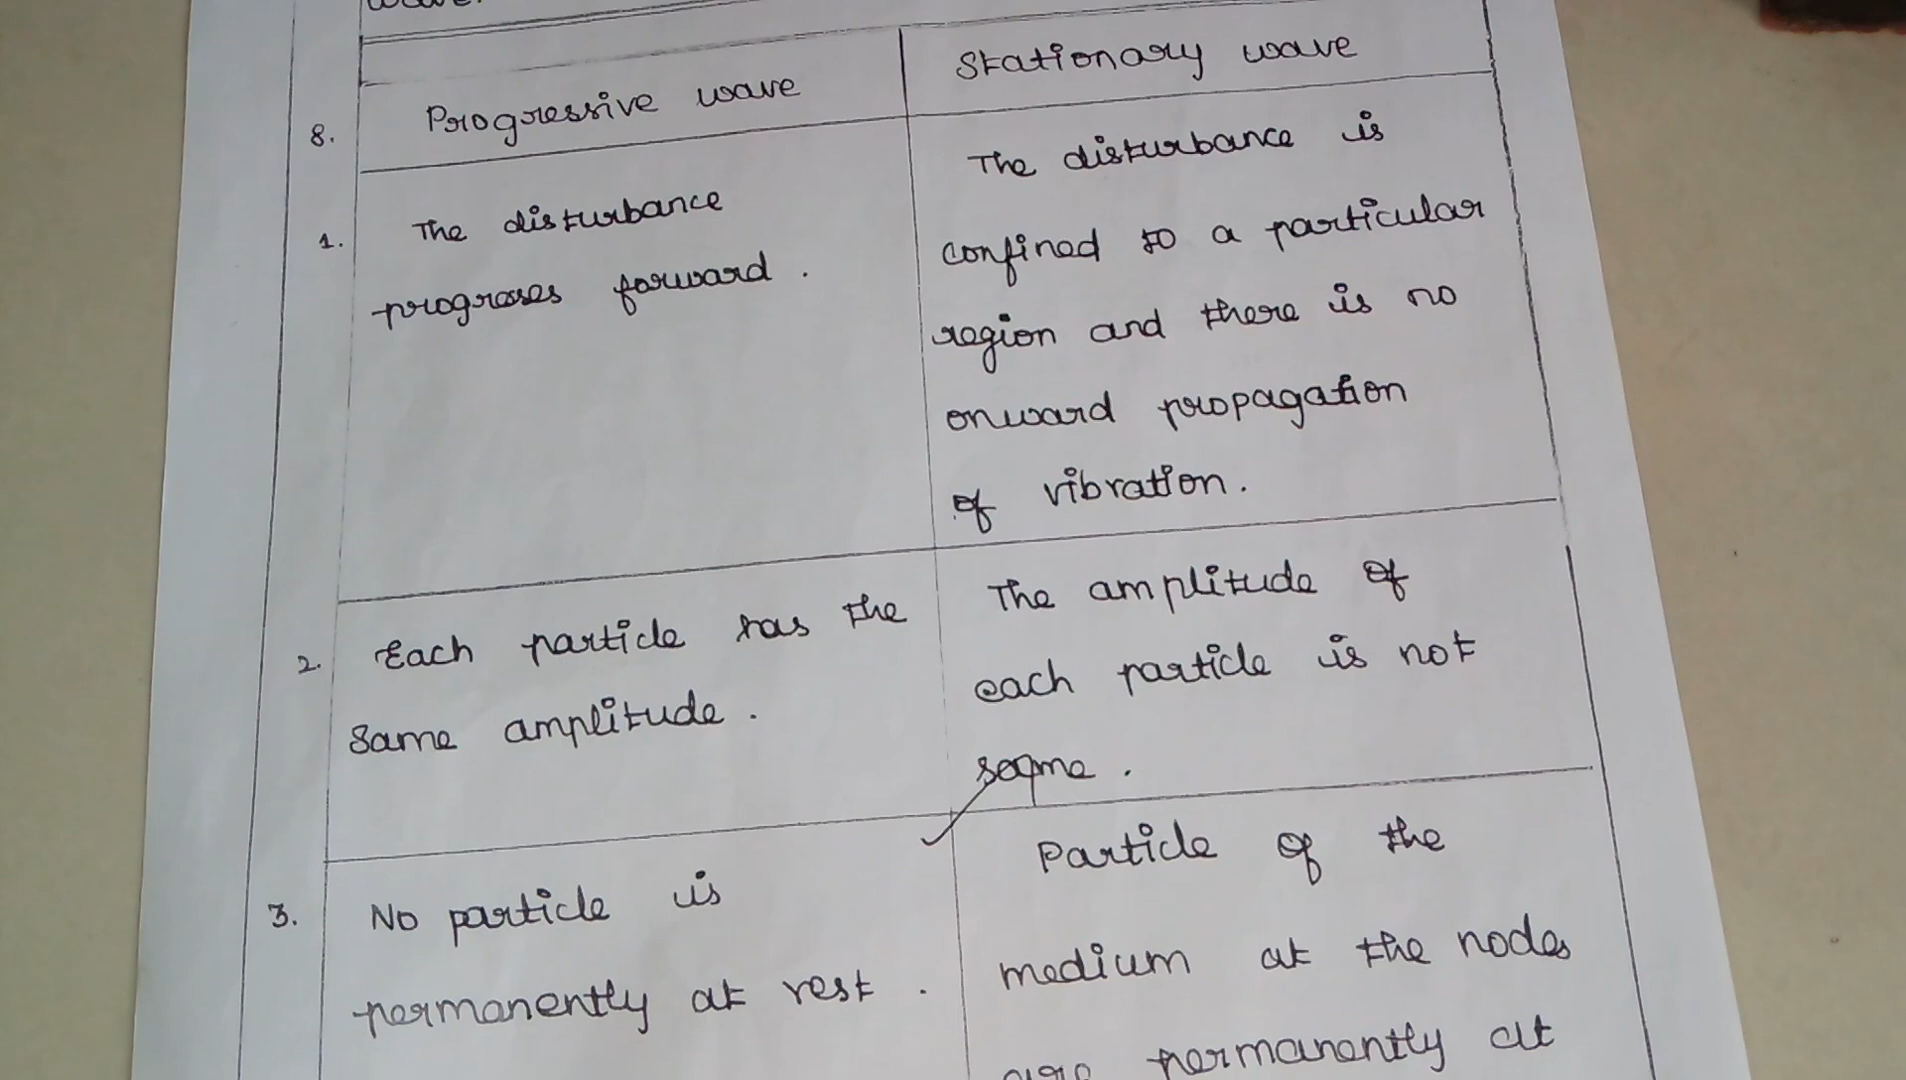 wave.
Progressive wave
Stationary wave
8.
1.
The disturbance
progresses forward.
The disturbance is
confined to a particular
region and there is no
onward propagation
of vibration.
2.
Each particle has the
same amplitude.
The amplitude of
each particle is not
3.
No particle is
permanently at rest.
Particle of the
medium at the nodes
are permanently at